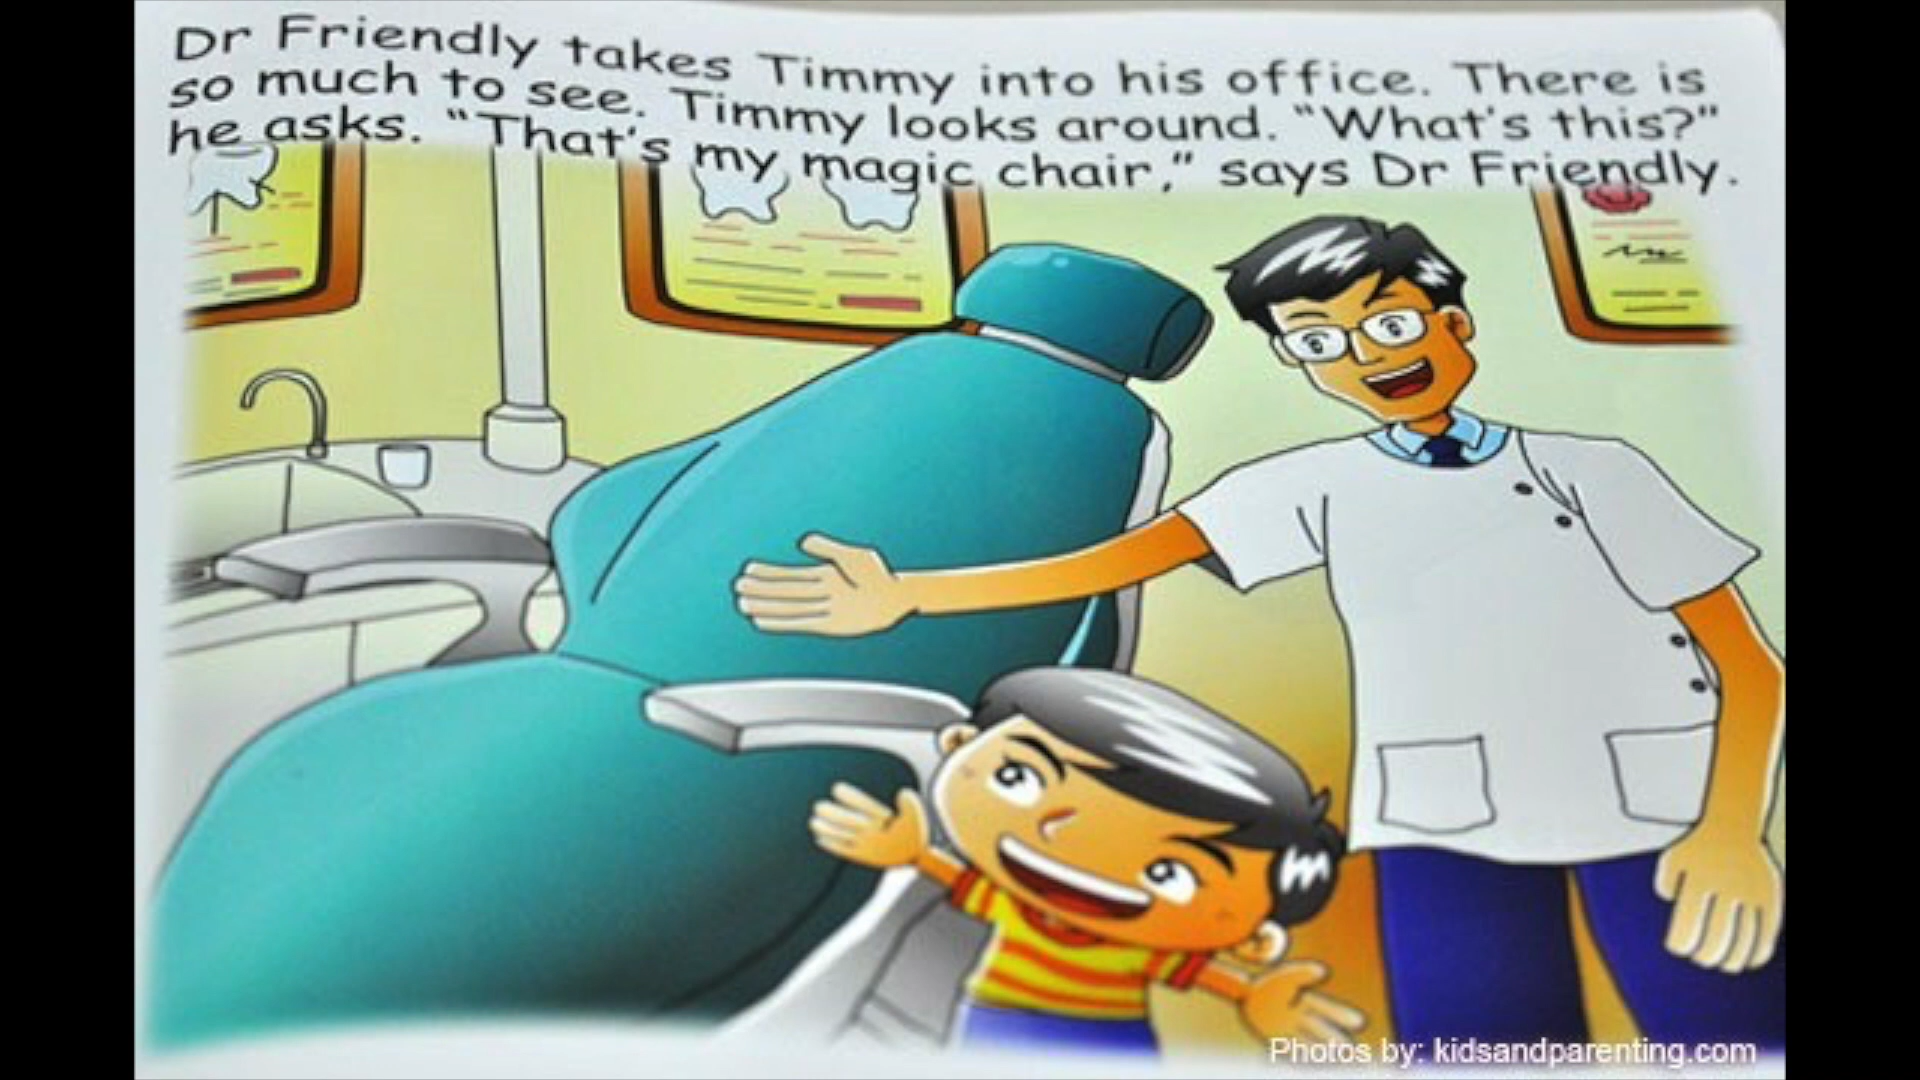 Dr Friendly takes Timmy into his office. There is
so much to see. Timmy looks around. "What's this?"
he asks. "That's my magic chair," says Dr Friendly.
Photos by: kidsandparenting.com